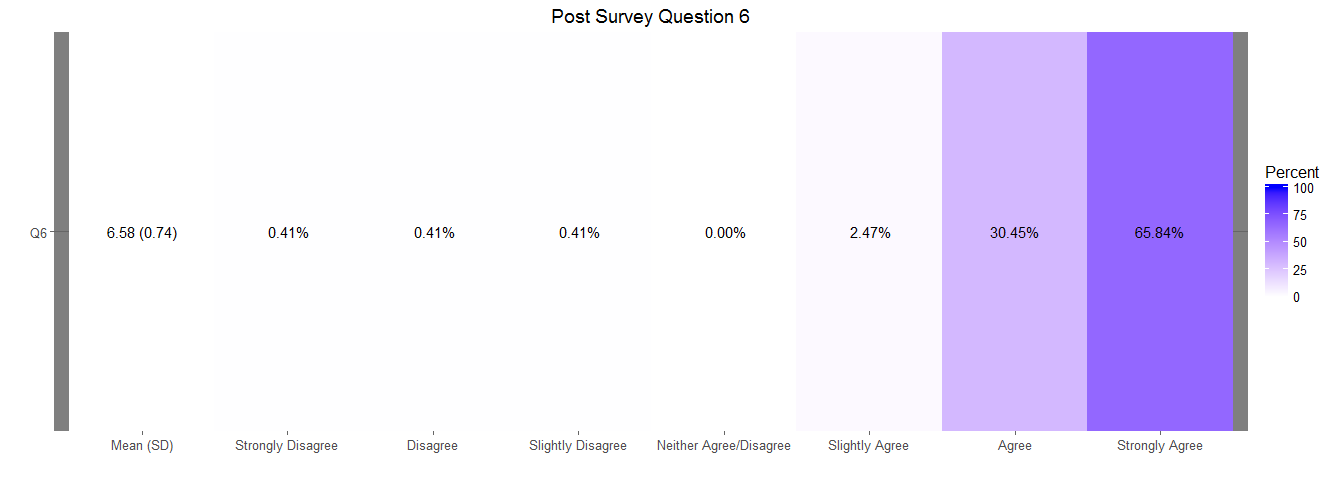 Post Survey Question 6
Q6
6.58 (0.74) 0.41% 0.41% 0.41% 0.00% 2.47% 30.45% 65.84%
Mean (SD) Strongly Disagree Disagree Slightly Disagree Neither Agree/Disagree Slightly Agree Agree Strongly Agree
Percent
100
75
50
25
0